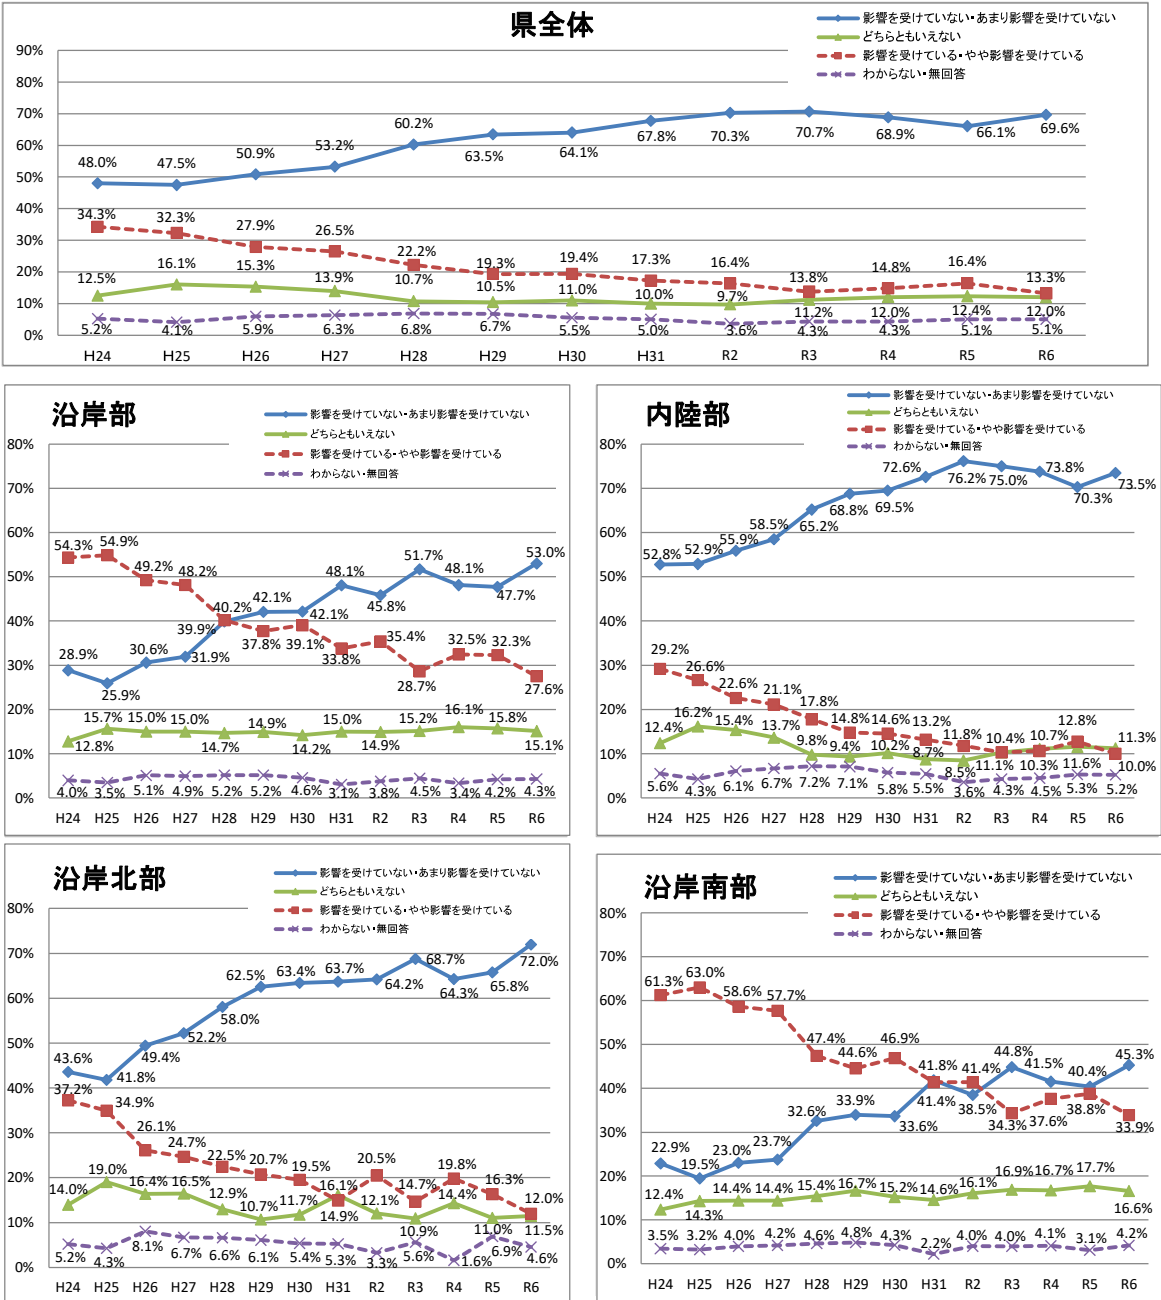 県全体
影響を受けていない・あまり影響を受けていない
どちらともいえない
影響を受けている・やや影響を受けている
わからない・無回答
90%
80%
70%
60%
50%
40%
30%
20%
10%
0%
48.0% 47.5% 50.9% 53.2% 60.2% 63.5% 64.1% 67.8% 70.3% 70.7% 68.9% 66.1% 69.6%
34.3% 32.3% 27.9% 26.5% 22.2% 19.3% 19.4% 17.3% 16.4% 13.8% 14.8% 16.4% 13.3%
12.5% 16.1% 15.3% 13.9% 10.7% 10.5% 11.0% 10.0% 9.7% 11.2% 12.0% 12.4% 12.0%
5.2% 4.1% 5.9% 6.3% 6.8% 6.7% 5.5% 5.0% 3.6% 4.3% 4.3% 5.1% 5.1%
H24 H25 H26 H27 H28 H29 H30 H31 R2 R3 R4 R5 R6
沿岸部
影響を受けていない・あまり影響を受けていない
どちらともいえない
影響を受けている・やや影響を受けている
わからない・無回答
80%
70%
60%
50%
40%
30%
20%
10%
0%
54.3% 54.9% 49.2% 48.2% 40.2% 37.8% 39.1% 33.8% 35.4% 28.7% 32.5% 32.3% 27.6%
28.9% 25.9% 30.6% 31.9% 39.9% 42.1% 42.1% 48.1% 45.8% 51.7% 48.1% 47.7% 53.0%
12.8% 15.7% 15.0% 15.0% 14.7% 14.9% 14.2% 15.0% 14.9% 15.2% 16.1% 15.8% 15.1%
4.0% 3.5% 5.1% 4.9% 5.2% 5.2% 4.6% 3.1% 3.8% 4.5% 3.4% 4.2% 4.3%
H24 H25 H26 H27 H28 H29 H30 H31 R2 R3 R4 R5 R6
内陸部
影響を受けていない・あまり影響を受けていない
どちらともいえない
影響を受けている・やや影響を受けている
わからない・無回答
80%
70%
60%
50%
40%
30%
20%
10%
0%
52.8% 52.9% 55.9% 58.5% 65.2% 68.8% 69.5% 72.6% 76.2% 75.0% 73.8% 70.3% 73.5%
29.2% 26.6% 22.6% 21.1% 17.8% 14.8% 14.6% 13.2% 11.8% 10.4% 10.7% 12.8% 11.3%
12.4% 16.2% 15.4% 13.7% 9.8% 9.4% 10.2% 8.7% 8.5% 11.1% 10.3% 11.6% 10.0%
5.6% 4.3% 6.1% 6.7% 7.2% 7.1% 5.8% 5.5% 3.6% 4.3% 4.5% 5.3% 5.2%
H24 H25 H26 H27 H28 H29 H30 H31 R2 R3 R4 R5 R6
沿岸北部
影響を受けていない・あまり影響を受けていない
どちらともいえない
影響を受けている・やや影響を受けている
わからない・無回答
80%
70%
60%
50%
40%
30%
20%
10%
0%
43.6% 41.8% 49.4% 52.2% 58.0% 62.5% 63.4% 63.7% 64.2% 68.7% 64.3% 65.8% 72.0%
37.2% 34.9% 26.1% 24.7% 22.5% 20.7% 19.5% 14.9% 20.5% 14.7% 19.8% 16.3% 12.0%
14.0% 19.0% 16.4% 16.5% 12.9% 10.7% 11.7% 16.1% 12.1% 10.9% 14.4% 11.0% 11.5%
5.2% 4.3% 8.1% 6.7% 6.6% 6.1% 5.4% 5.3% 3.3% 5.6% 1.6% 6.9% 4.6%
H24 H25 H26 H27 H28 H29 H30 H31 R2 R3 R4 R5 R6
沿岸南部
影響を受けていない・あまり影響を受けていない
どちらともいえない
影響を受けている・やや影響を受けている
わからない・無回答
80%
70%
60%
50%
40%
30%
20%
10%
0%
61.3% 63.0% 58.6% 57.7% 47.4% 44.6% 46.9% 41.4% 41.4% 34.3% 37.6% 38.8% 33.9%
22.9% 19.5% 23.0% 23.7% 32.6% 33.9% 33.6% 41.8% 38.5% 44.8% 41.5% 40.4% 45.3%
12.4% 14.3% 14.4% 14.4% 15.4% 16.7% 15.2% 14.6% 16.1% 16.9% 16.7% 17.7% 16.6%
3.5% 3.2% 4.0% 4.2% 4.6% 4.8% 4.3% 2.2% 4.0% 4.0% 4.1% 3.1% 4.2%
H24 H25 H26 H27 H28 H29 H30 H31 R2 R3 R4 R5 R6